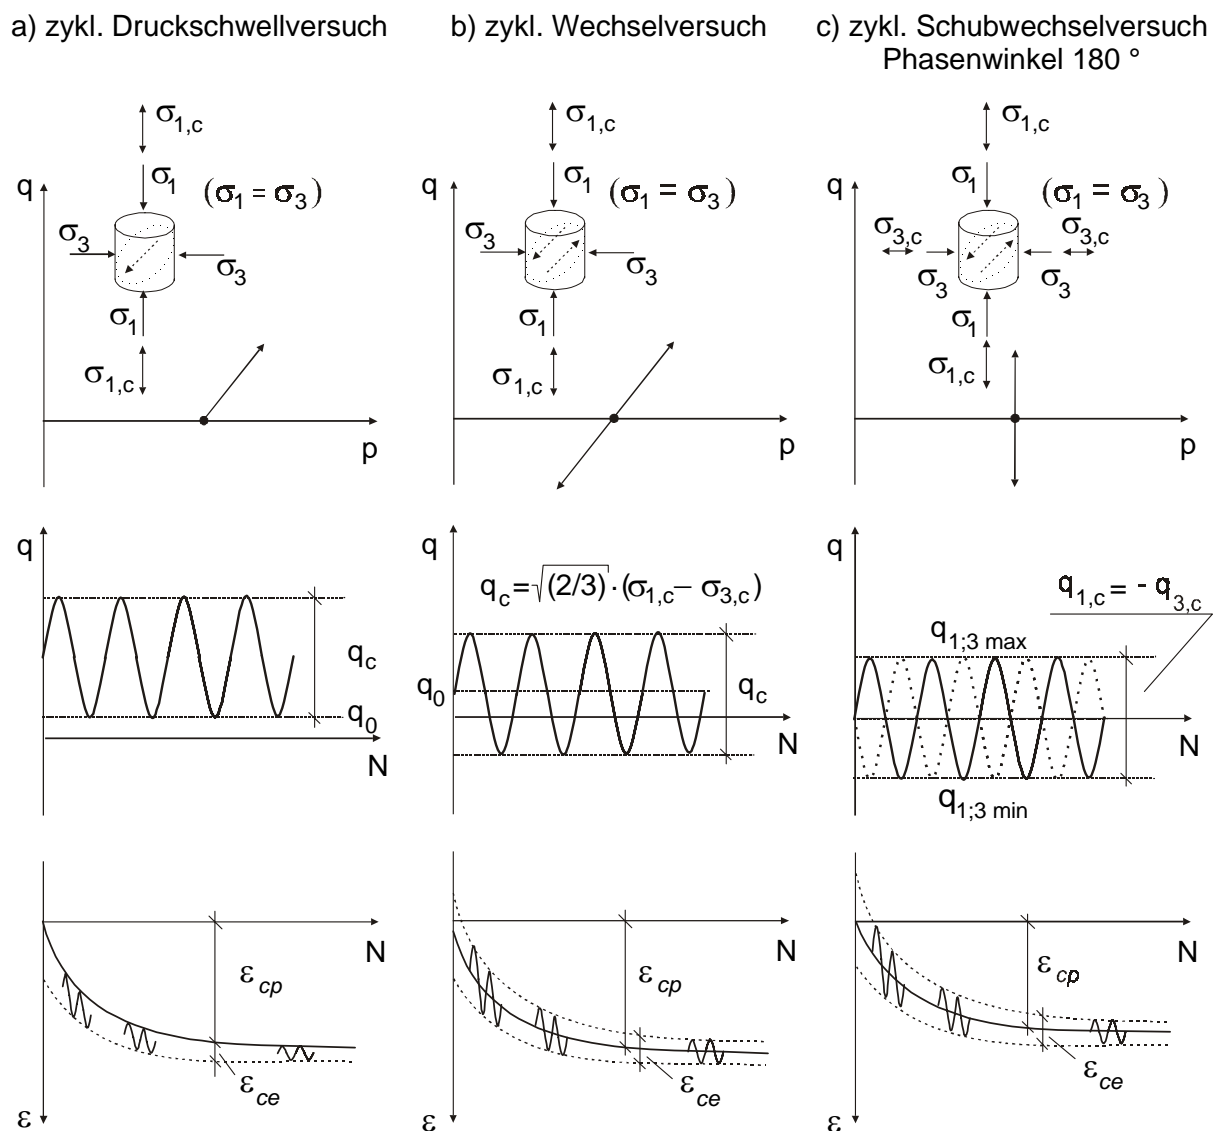 a) zykl. Druckschwellversuch
b) zykl. Wechselversuch
c) zykl. Schubwechselversuch
Phasenwinkel 180 °
σ1,c
σ1
q
(σ1 = σ3)
σ3
σ3
σ1
σ1,c
p
σ1,c
σ1
q
(σ1 = σ3)
σ3
σ3
σ1
σ1,c
p
σ1,c
σ1
q
(σ1 = σ3)
σ3,c
σ3,c
σ3
σ3
σ1
σ1,c
p
q
qc
q0
N
q
qc = √(2/3) · (σ1,c − σ3,c)
q0
qc
N
q
q1,c = - q3,c
q1;3 max
N
q1;3 min
N
εcp
εce
ε
N
εcp
εce
ε
N
εcp
εce
ε